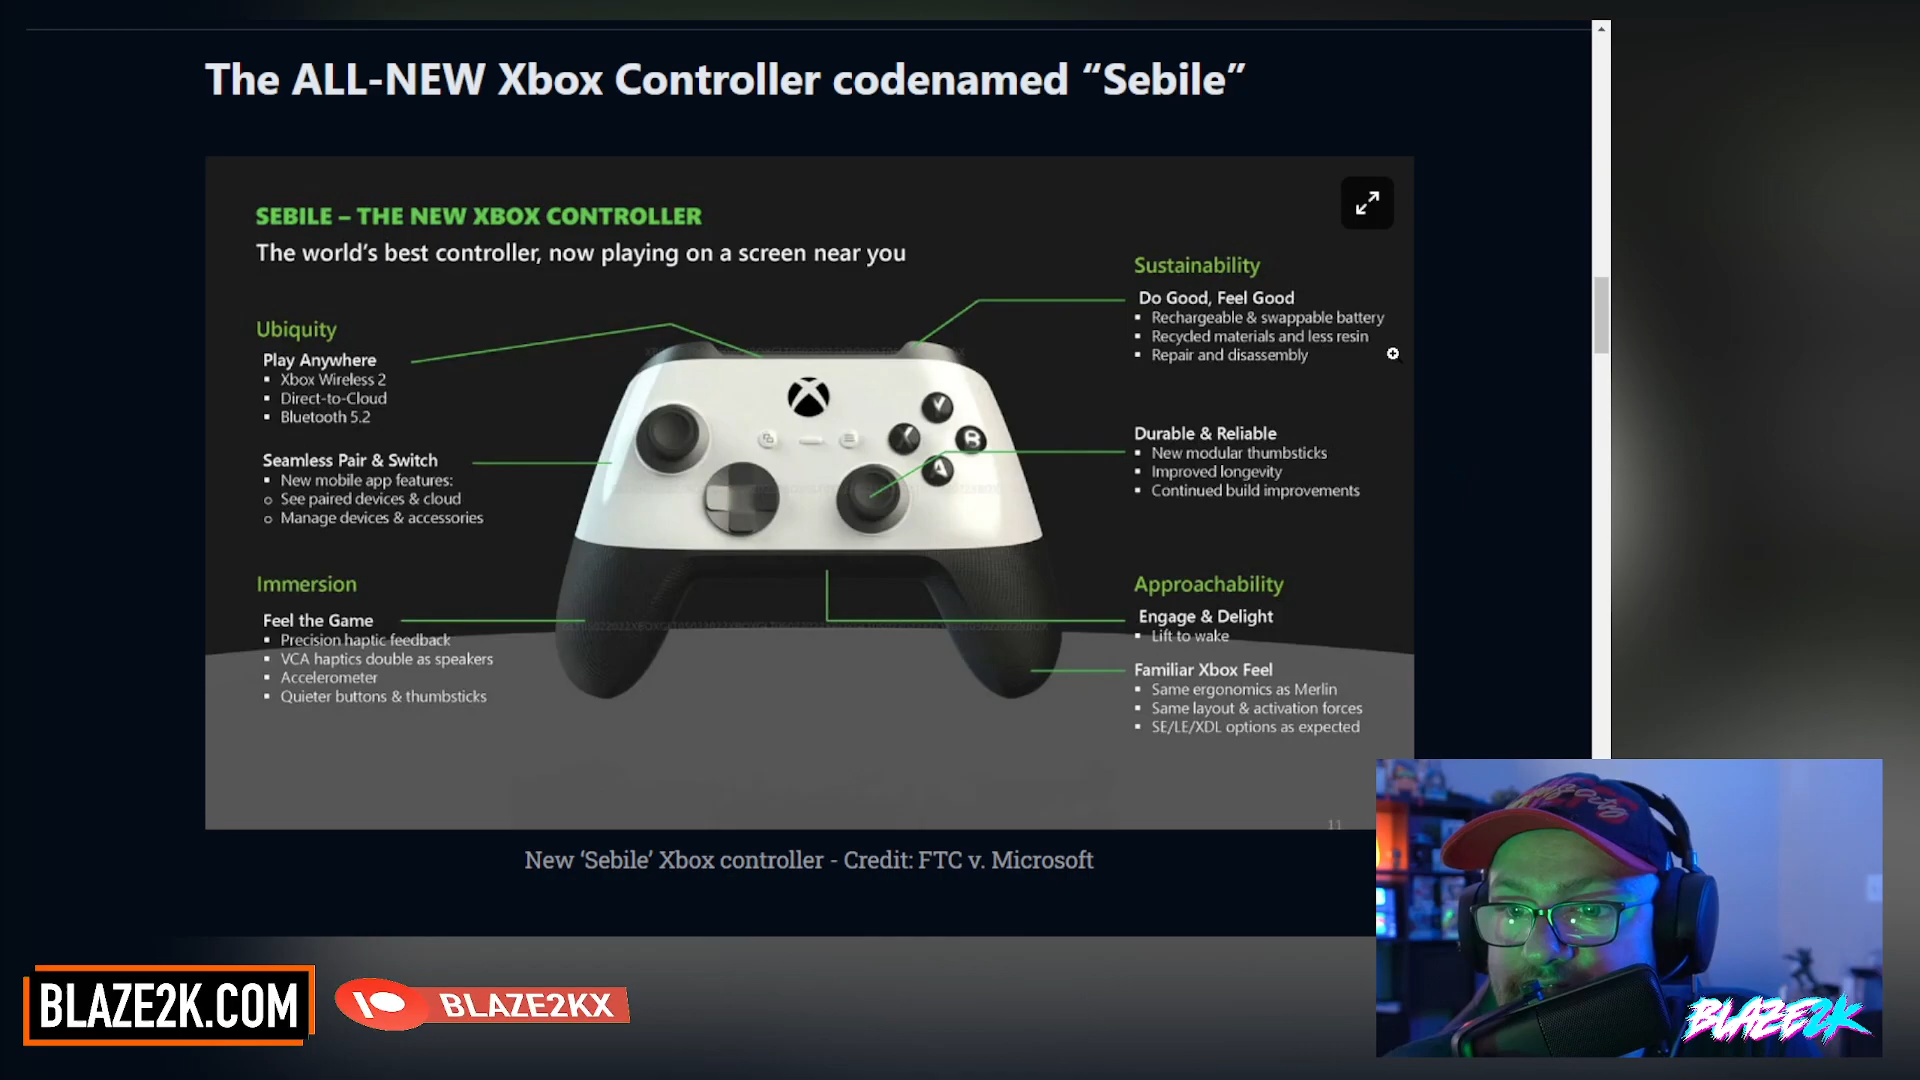 The ALL-NEW Xbox Controller codenamed “Sebile”
SEBILE – THE NEW XBOX CONTROLLER
The world’s best controller, now playing on a screen near you
Ubiquity
Play Anywhere
▪ Xbox Wireless 2
▪ Direct-to-Cloud
▪ Bluetooth 5.2
Seamless Pair & Switch
▪ New mobile app features:
o See paired devices & cloud
o Manage devices & accessories
Immersion
Feel the Game
▪ Precision haptic feedback
▪ VCA haptics double as speakers
▪ Accelerometer
▪ Quieter buttons & thumbsticks
Y
X
B
A
Sustainability
Do Good, Feel Good
▪ Rechargeable & swappable battery
▪ Recycled materials and less resin
▪ Repair and disassembly
Durable & Reliable
▪ New modular thumbsticks
▪ Improved longevity
▪ Continued build improvements
Approachability
Engage & Delight
▪ Lift to wake
Familiar Xbox Feel
▪ Same ergonomics as Merlin
▪ Same layout & activation forces
▪ SE/LE/XDL options as expected
11
New ‘Sebile’ Xbox controller - Credit: FTC v. Microsoft
BLAZE2K.COM
BLAZE2KX
BLAZE2K